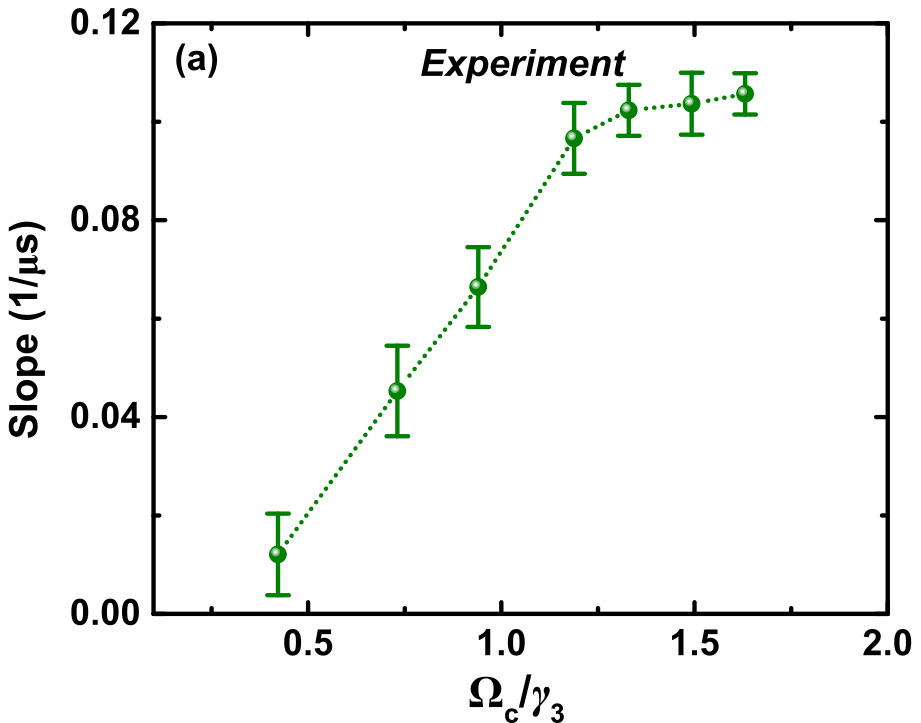 (a)
Experiment
0.12
0.08
0.04
0.00
Slope (1/μs)
0.5 1.0 1.5 2.0
Ωc/γ3